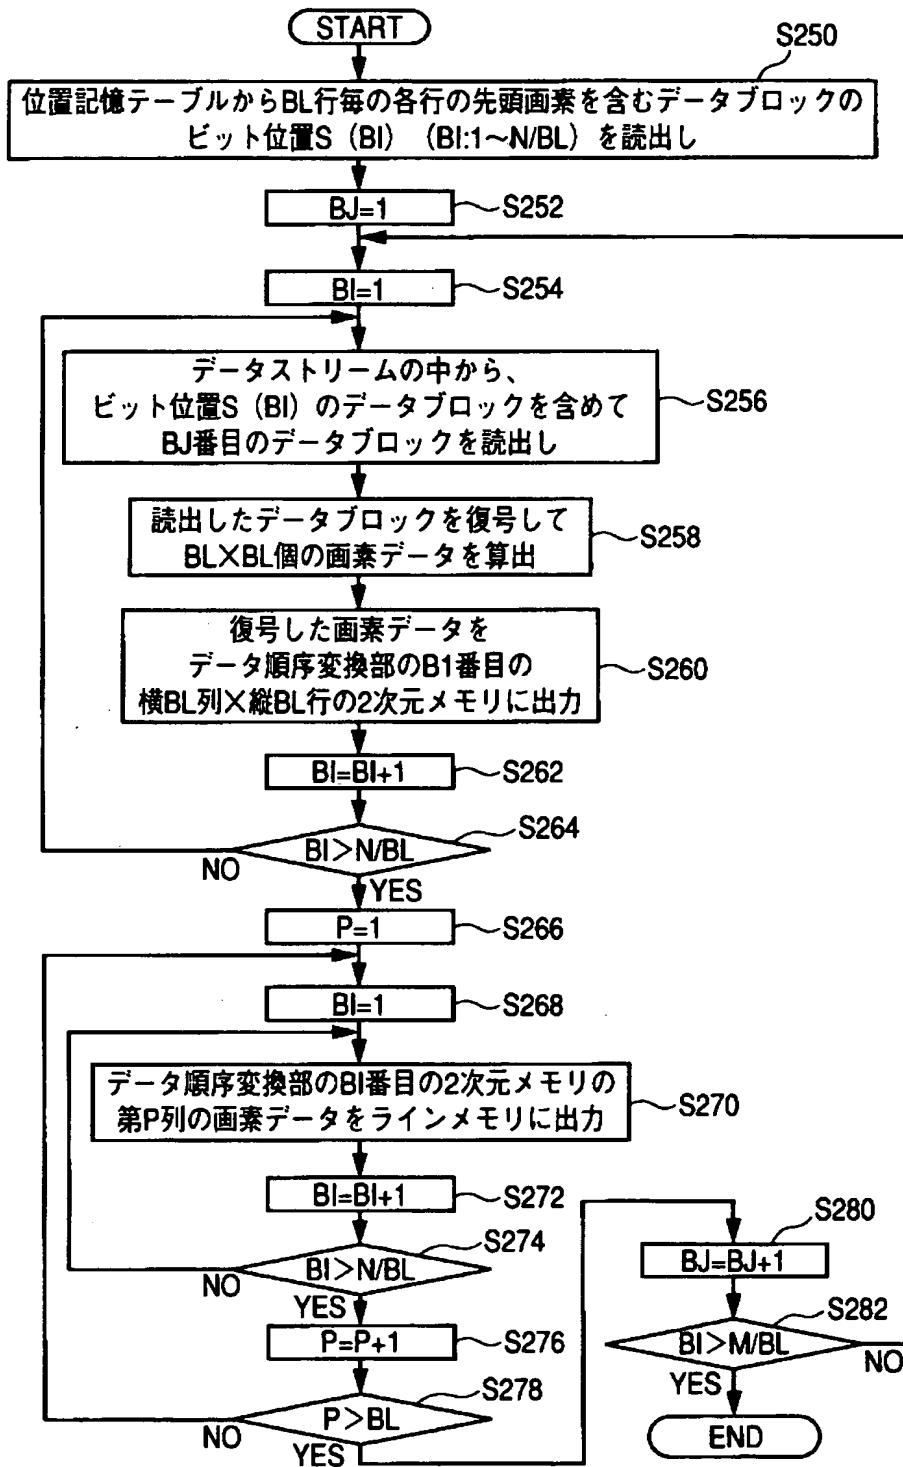 START
S250
位置記憶テーブルからBL行毎の各行の先頭画素を含むデータブロックの
ビット位置S（BI）（BI:1〜N/BL）を読出し
BJ=1
S252
BI=1
S254
データストリームの中から、
ビット位置S（BI）のデータブロックを含めて
BJ番目のデータブロックを読出し
S256
読出したデータブロックを復号して
BL×BL個の画素データを算出
S258
復号した画素データを
データ順序変換部のB1番目の
横BL列×縦BL行の2次元メモリに出力
S260
BI=BI+1
S262
BI＞N/BL
S264
NO
YES
P=1
S266
BI=1
S268
データ順序変換部のBI番目の2次元メモリの
第P列の画素データをラインメモリに出力
S270
BI=BI+1
S272
BI＞N/BL
S274
NO
YES
P=P+1
S276
P＞BL
S278
NO
YES
BJ=BJ+1
S280
BI＞M/BL
S282
NO
YES
END